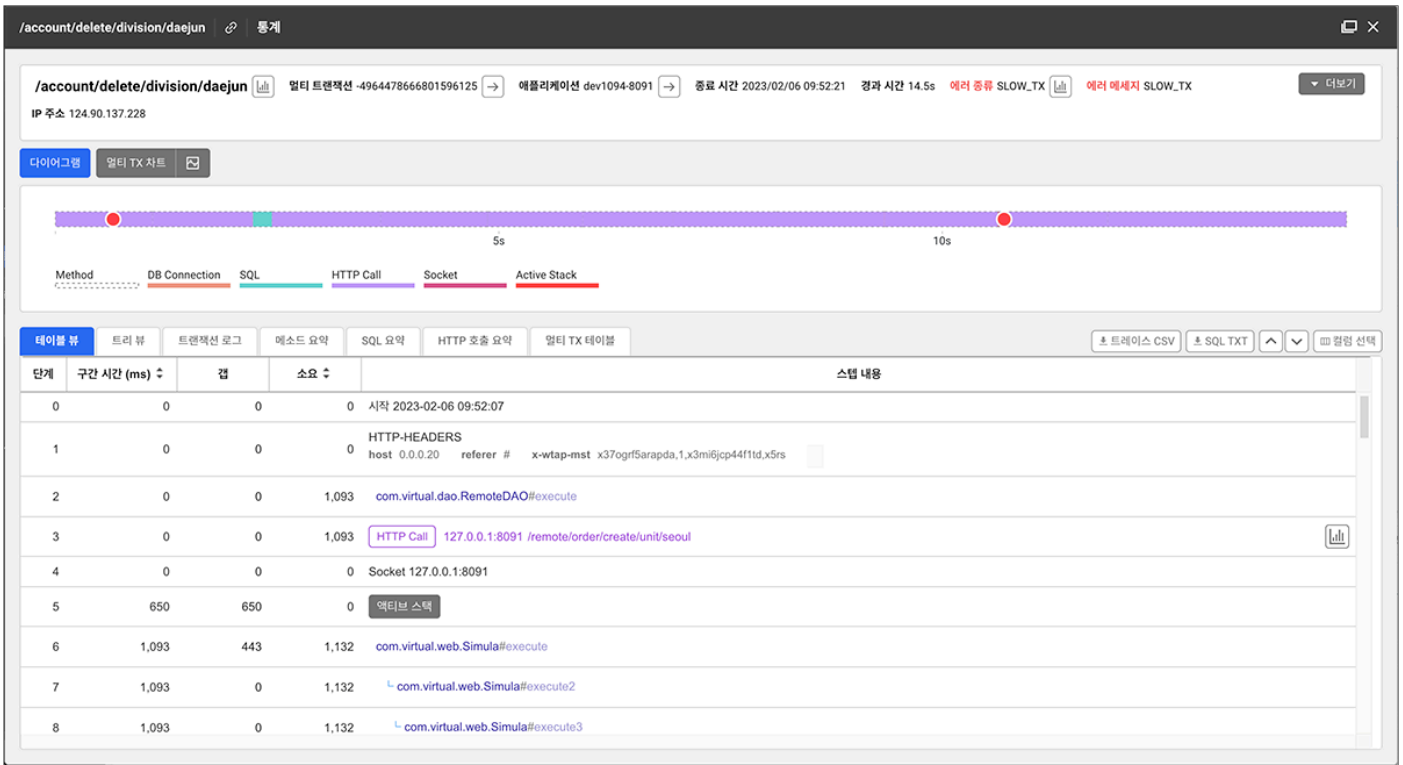 /account/delete/division/daejun 통계
/account/delete/division/daejun 멀티 트랜잭션 -4964478666801596125 애플리케이션 dev1094-8091 종료 시간 2023/02/06 09:52:21 경과 시간 14.5s 에러 종류 SLOW_TX 에러 메세지 SLOW_TX 더보기
IP 주소 124.90.137.228
다이어그램 멀티 TX 차트
5s 10s
Method DB Connection SQL HTTP Call Socket Active Stack
테이블 뷰 트리 뷰 트랜잭션 로그 메소드 요약 SQL 요약 HTTP 호출 요약 멀티 TX 테이블 트레이스 CSV SQL TXT 컬럼 선택
단계 구간 시간 (ms) 갭 소요 스텝 내용
0 0 0 0 시작 2023-02-06 09:52:07
HTTP-HEADERS
1 0 0 0 host 0.0.0.20 referer # x-wtap-mst x37ogrf5arapda,1,x3mi6jcp44f1td,x5rs
2 0 0 1,093 com.virtual.dao.RemoteDAO#execute
3 0 0 1,093 HTTP Call 127.0.0.1:8091 /remote/order/create/unit/seoul
4 0 0 0 Socket 127.0.0.1:8091
5 650 650 0 액티브 스택
6 1,093 443 1,132 com.virtual.web.Simula#execute
7 1,093 0 1,132 com.virtual.web.Simula#execute2
8 1,093 0 1,132 com.virtual.web.Simula#execute3